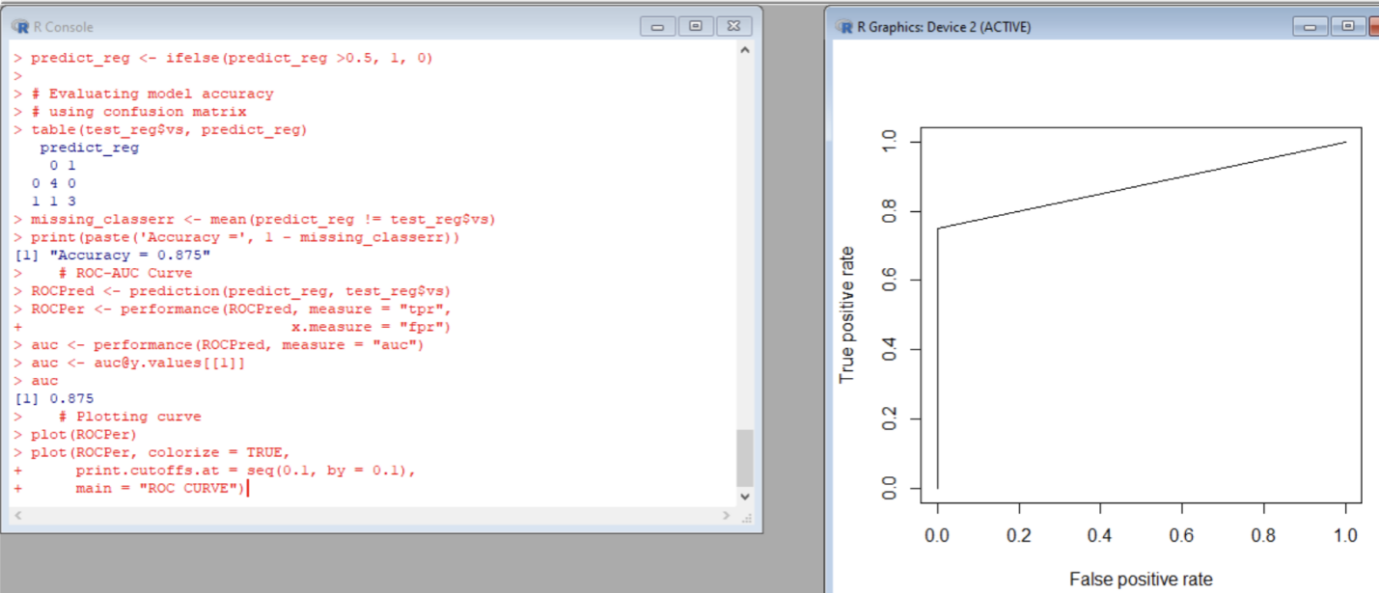 R Console
> predict_reg <- ifelse(predict_reg >0.5, 1, 0)
>
> # Evaluating model accuracy
> # using confusion matrix
> table(test_reg$vs, predict_reg)
predict_reg
0 1
0 4 0
1 1 3
> missing_classerr <- mean(predict_reg != test_reg$vs)
> print(paste('Accuracy =', 1 - missing_classerr))
[1] "Accuracy = 0.875"
> # ROC-AUC Curve
> ROCPred <- prediction(predict_reg, test_reg$vs)
> ROCPer <- performance(ROCPred, measure = "tpr",
+ x.measure = "fpr")
> auc <- performance(ROCPred, measure = "auc")
> auc <- auc@y.values[[1]]
> auc
[1] 0.875
> # Plotting curve
> plot(ROCPer)
> plot(ROCPer, colorize = TRUE,
+ print.cutoffs.at = seq(0.1, by = 0.1),
+ main = "ROC CURVE")
R Graphics: Device 2 (ACTIVE)
True positive rate
1.0
0.8
0.6
0.4
0.2
0.0
0.0 0.2 0.4 0.6 0.8 1.0
False positive rate